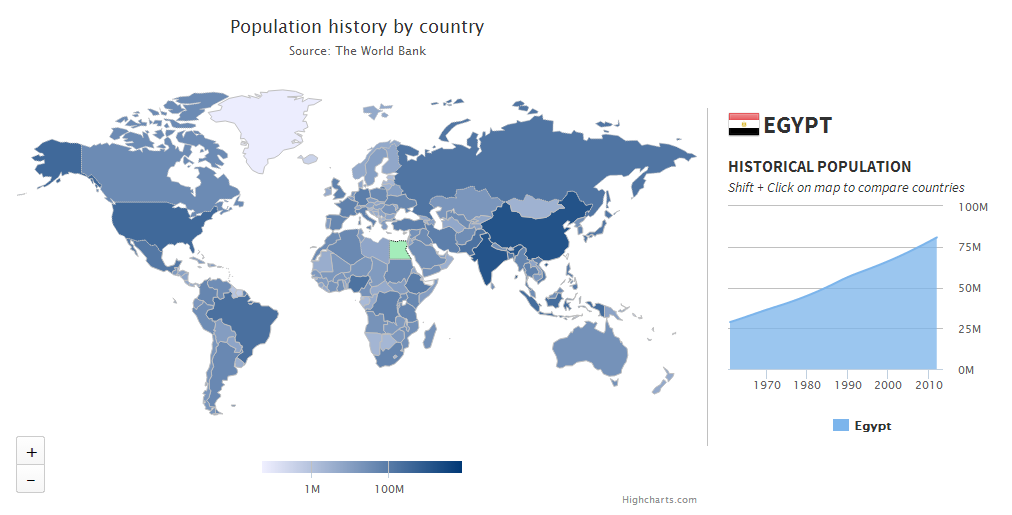 Population history by country
Source: The World Bank
EGYPT
HISTORICAL POPULATION
Shift + Click on map to compare countries
100M
75M
50M
25M
0M
1970 1980 1990 2000 2010
Egypt
+
−
1M 100M
Highcharts.com